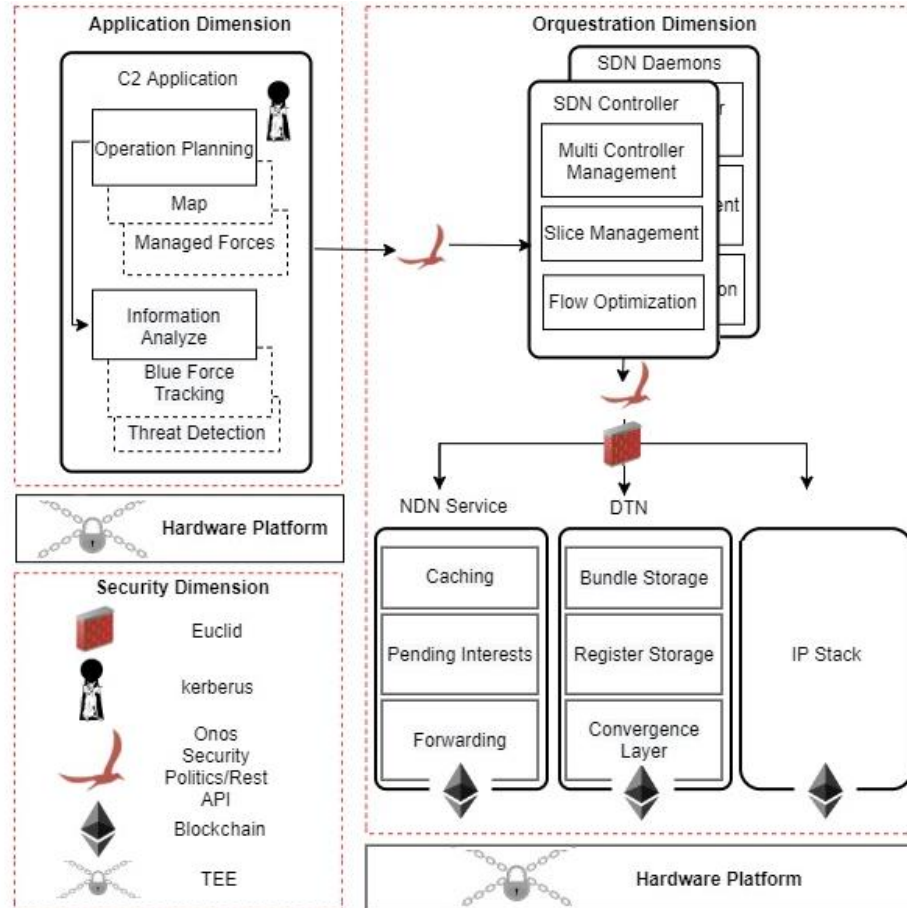 Application Dimension
C2 Application
Operation Planning
Map
Managed Forces
Information
Analyze
Blue Force
Tracking
Threat Detection
Hardware Platform
Security Dimension
Euclid
kerberus
Onos
Security
Politics/Rest
API
Blockchain
TEE
Orquestration Dimension
SDN Daemons
SDN Controller
Multi Controller
Management
Slice Management
Flow Optimization
NDN Service
Caching
Pending Interests
Forwarding
DTN
Bundle Storage
Register Storage
Convergence
Layer
IP Stack
Hardware Platform